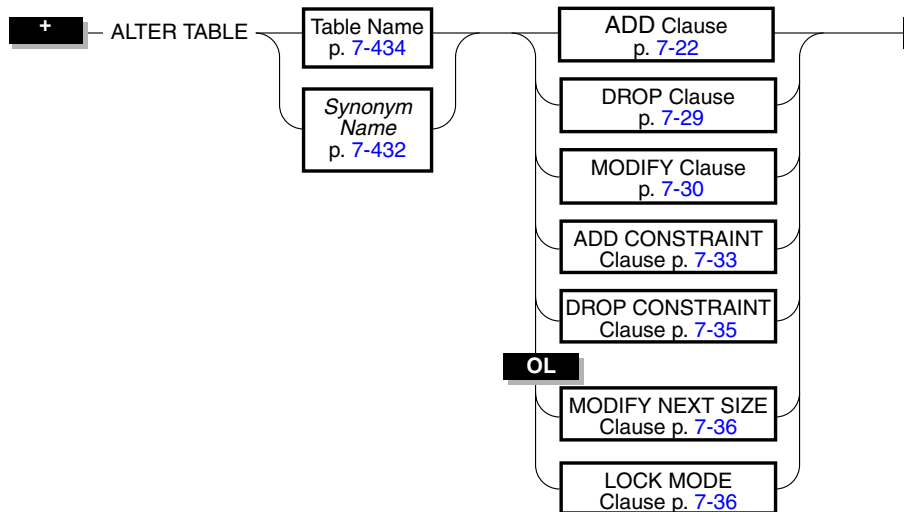 +
ALTER TABLE
Table Name
p. 7-434
Synonym
Name
p. 7-432
ADD Clause
p. 7-22
DROP Clause
p. 7-29
MODIFY Clause
p. 7-30
ADD CONSTRAINT
Clause p. 7-33
DROP CONSTRAINT
Clause p. 7-35
OL
MODIFY NEXT SIZE
Clause p. 7-36
LOCK MODE
Clause p. 7-36